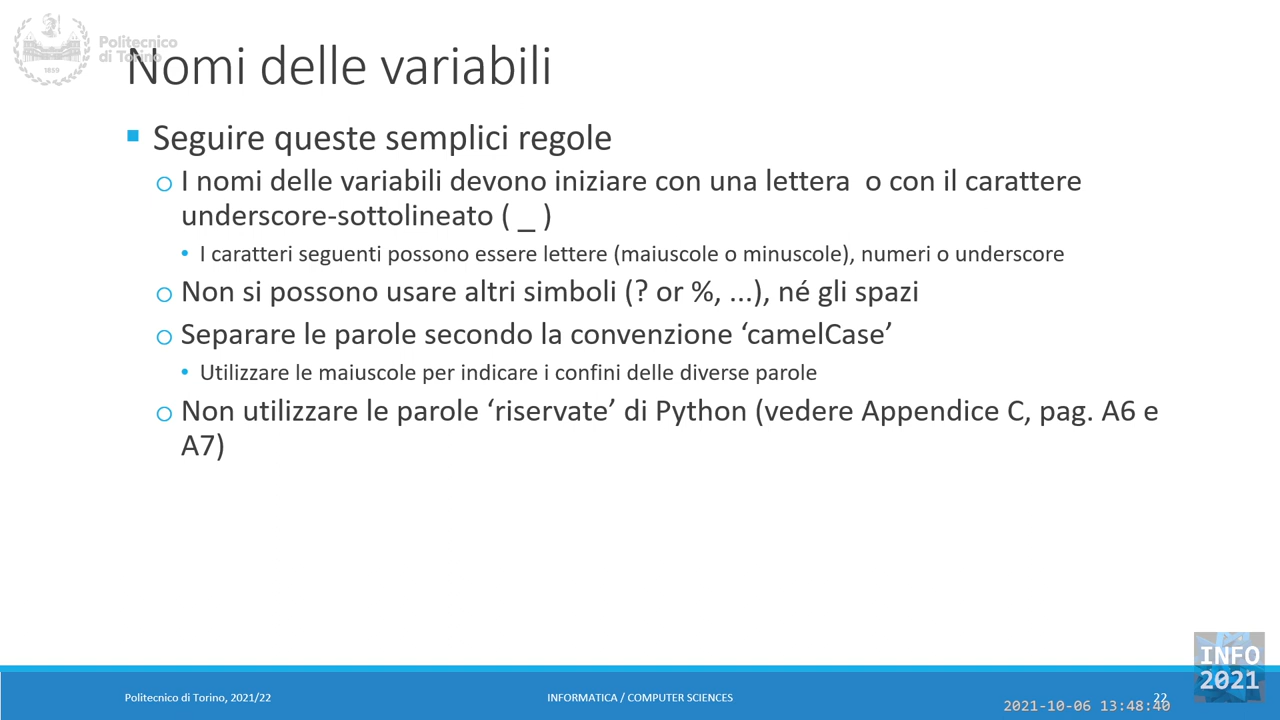 Politecnico
di Torino
1859
Nomi delle variabili
Seguire queste semplici regole
I nomi delle variabili devono iniziare con una lettera o con il carattere
underscore-sottolineato ( _ )
I caratteri seguenti possono essere lettere (maiuscole o minuscole), numeri o underscore
Non si possono usare altri simboli (? or %, ...), né gli spazi
Separare le parole secondo la convenzione ‘camelCase’
Utilizzare le maiuscole per indicare i confini delle diverse parole
Non utilizzare le parole ‘riservate’ di Python (vedere Appendice C, pag. A6 e
A7)
INFO
2021
Politecnico di Torino, 2021/22
INFORMATICA / COMPUTER SCIENCES
22
2021-10-06 13:48:40